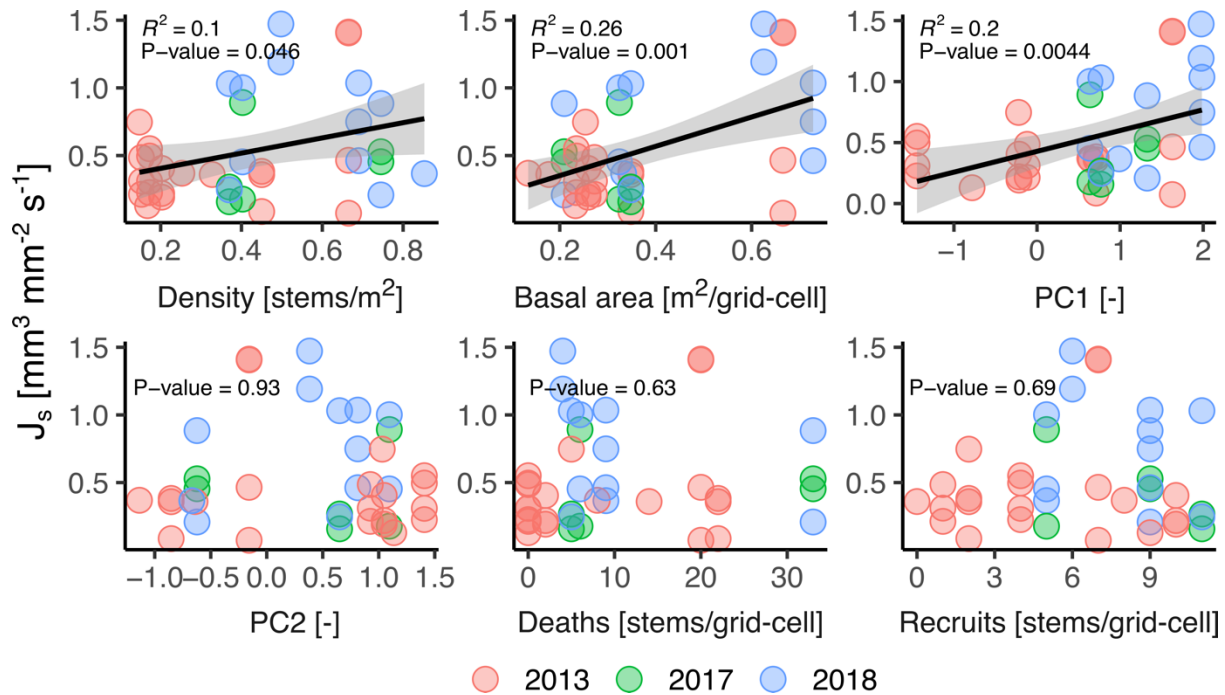 J_s [mm³ mm⁻² s⁻¹]
R² = 0.1
P−value = 0.046
1.5
1.0
0.5
0.0
0.2 0.4 0.6 0.8
Density [stems/m²]
R² = 0.26
P−value = 0.001
1.5
1.0
0.5
0.0
0.2 0.4 0.6
Basal area [m²/grid-cell]
R² = 0.2
P−value = 0.0044
1.5
1.0
0.5
0.0
−1 0 1 2
PC1 [-]
P−value = 0.93
1.5
1.0
0.5
−1.0 −0.5 0.0 0.5 1.0 1.5
PC2 [-]
P−value = 0.63
1.5
1.0
0.5
0 10 20 30
Deaths [stems/grid-cell]
P−value = 0.69
1.5
1.0
0.5
0 3 6 9
Recruits [stems/grid-cell]
2013 2017 2018